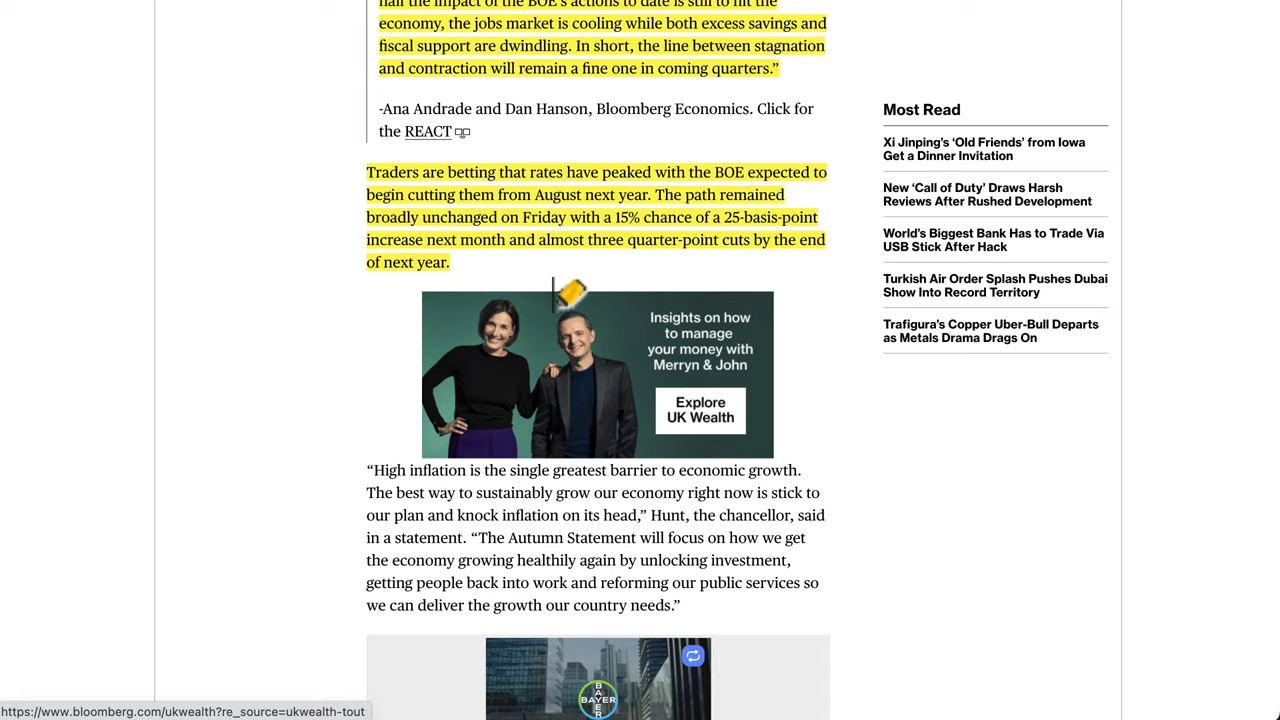 half the impact of the BOE's actions to date is still to hit the
economy, the jobs market is cooling while both excess savings and
fiscal support are dwindling. In short, the line between stagnation
and contraction will remain a fine one in coming quarters.”
-Ana Andrade and Dan Hanson, Bloomberg Economics. Click for
the REACT
Traders are betting that rates have peaked with the BOE expected to
begin cutting them from August next year. The path remained
broadly unchanged on Friday with a 15% chance of a 25-basis-point
increase next month and almost three quarter-point cuts by the end
of next year.
Insights on how
to manage
your money with
Merryn & John
Explore
UK Wealth
“High inflation is the single greatest barrier to economic growth.
The best way to sustainably grow our economy right now is stick to
our plan and knock inflation on its head,” Hunt, the chancellor, said
in a statement. “The Autumn Statement will focus on how we get
the economy growing healthily again by unlocking investment,
getting people back into work and reforming our public services so
we can deliver the growth our country needs.”
BAYER
Most Read
Xi Jinping's ‘Old Friends’ from Iowa
Get a Dinner Invitation
New ‘Call of Duty’ Draws Harsh
Reviews After Rushed Development
World's Biggest Bank Has to Trade Via
USB Stick After Hack
Turkish Air Order Splash Pushes Dubai
Show Into Record Territory
Trafigura's Copper Uber-Bull Departs
as Metals Drama Drags On
https://www.bloomberg.com/ukwealth?re_source=ukwealth-tout